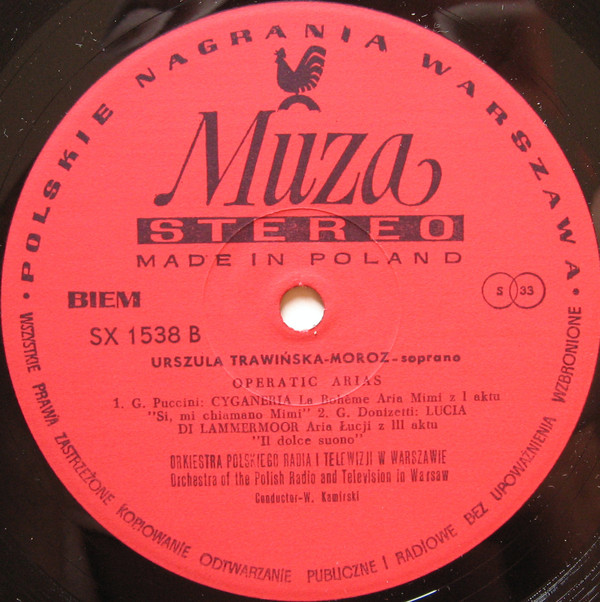 • POLSKIE NAGRANIA WARSZAWA •
Muza
STEREO
MADE IN POLAND
BIEM
S 33
SX 1538 B
URSZULA TRAWIŃSKA-MOROZ - soprano
OPERATIC ARIAS
1. G. Puccini: CYGANERIA La Bohème Aria Mimi z I aktu
"Si, mi chiamano Mimi" 2. G. Donizetti: LUCIA
DI LAMMERMOOR Aria Łucji z III aktu
"Il dolce suono"
ORKIESTRA POLSKIEGO RADIA I TELEWIZJI W WARSZAWIE
Orchestra of the Polish Radio and Television in Warsaw
Conductor-W. Kamirski
WSZYSTKIE PRAWA ZASTRZEŻONE KOPIOWANIE ODTWARZANIE PUBLICZNE I RADIOWE BEZ UPOWAŻNIENIA WZBRONIONE